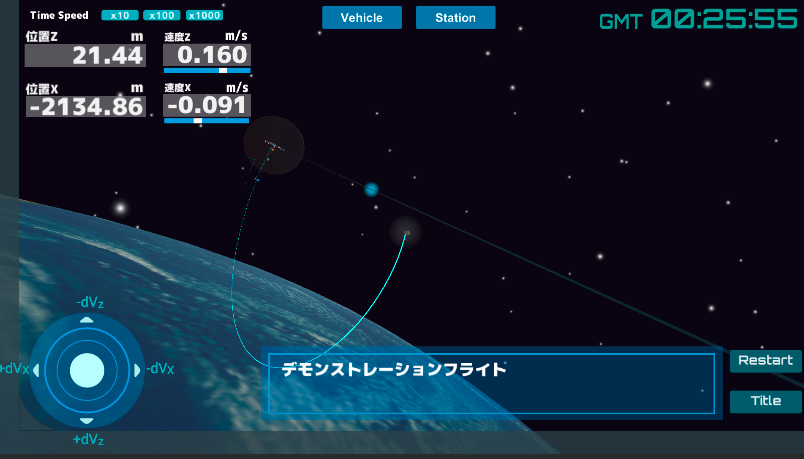 Time Speed x10 x100 x1000
Vehicle Station
GMT 00:25:55
位置Z m
21.44
速度Z m/s
0.160
位置X m
-2134.86
速度X m/s
-0.091
-dVz
+dVx -dVx
+dVz
デモンストレーションフライト
Restart
Title